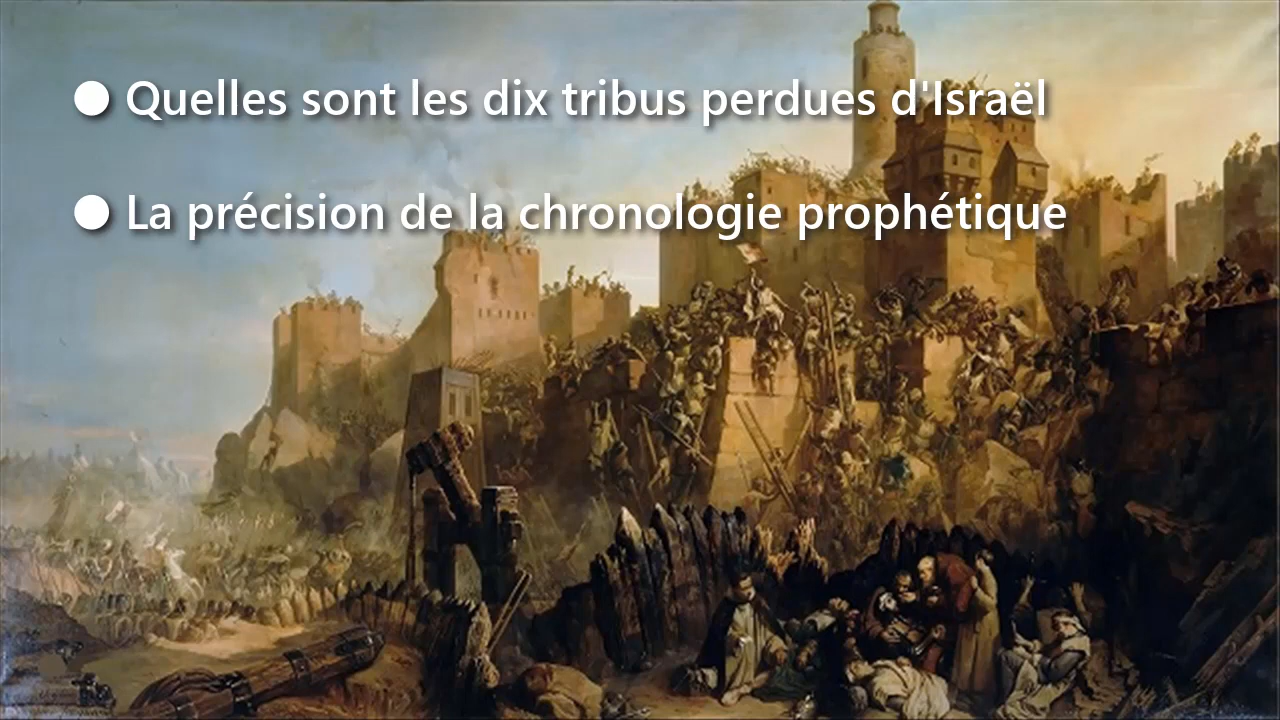 ● Quelles sont les dix tribus perdues d'Israël
● La précision de la chronologie prophétique